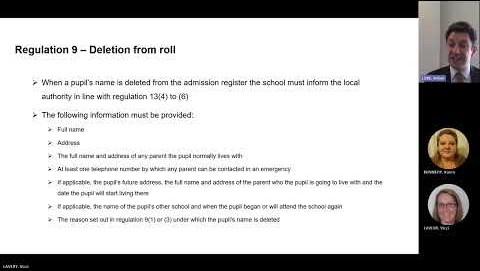 Regulation 9 – Deletion from roll
When a pupil's name is deleted from the admission register the school must inform the local
authority in line with regulation 13(4) to (6)
The following information must be provided:
Full name
Address
The full name and address of any parent the pupil normally lives with
At least one telephone number by which any parent can be contacted in an emergency
If applicable, the pupil's future address, the full name and address of the parent who the pupil is going to live with and the
date the pupil will start living there
If applicable, the name of the pupil's other school and when the pupil began or will attend the school again
The reason set out in regulation 9(1) or (3) under which the pupil's name is deleted